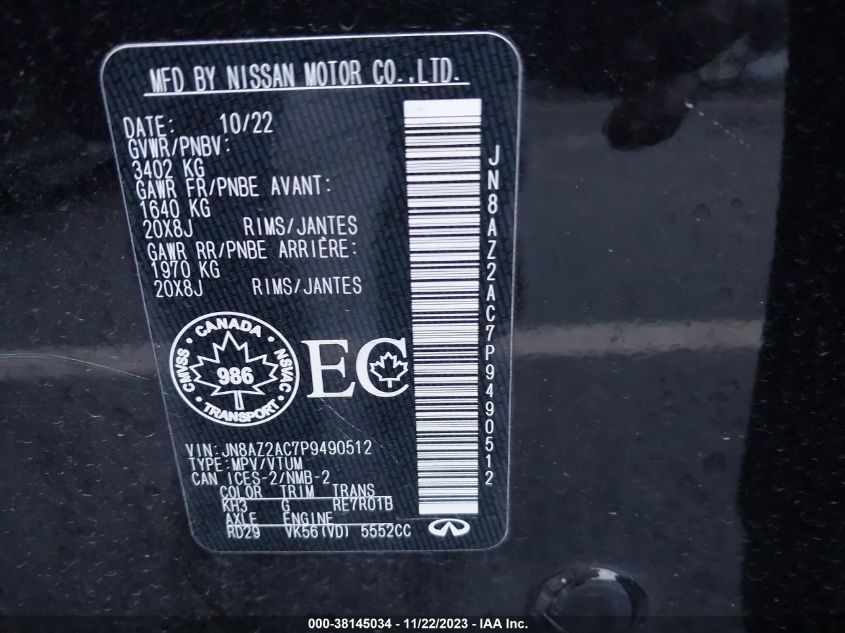 MFD BY NISSAN MOTOR CO.,LTD.
DATE: 10/22
GVWR/PNBV:
3402 KG
GAWR FR/PNBE AVANT:
1640 KG
20X8J RIMS/JANTES
GAWR RR/PNBE ARRIÈRE:
1970 KG
20X8J RIMS/JANTES
JN8AZ2AC7P9490512
CANADA
CMVSS 986 NSVAC
TRANSPORT
EC
VIN:JN8AZ2AC7P9490512
TYPE:MPV/VTUM
CAN ICES-2/NMB-2
COLOR TRIM TRANS
KH3 G RE7R01B
AXLE ENGINE
RD29 VK56(VD) 5552CC
000-38145034 - 11/22/2023 - IAA Inc.